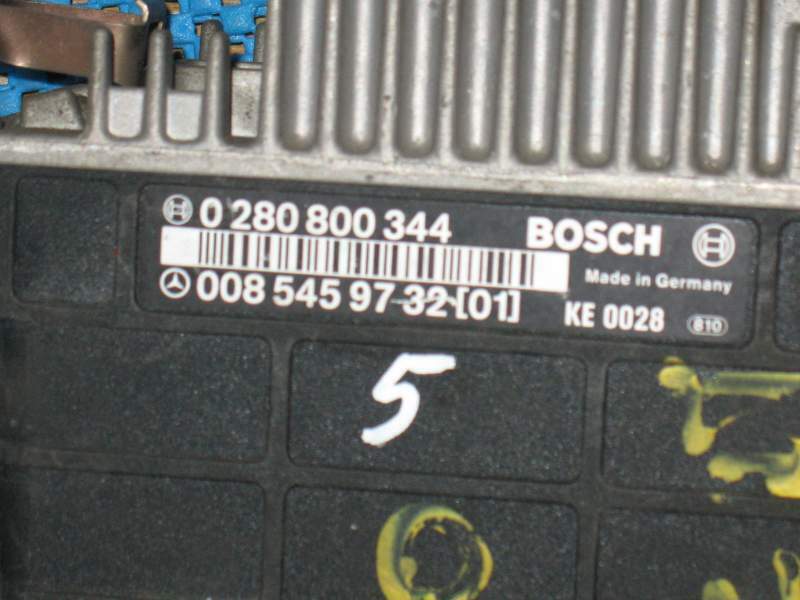 0 280 800 344
BOSCH
Made in Germany
008 545 97 32 [01]
KE 0028
810
5